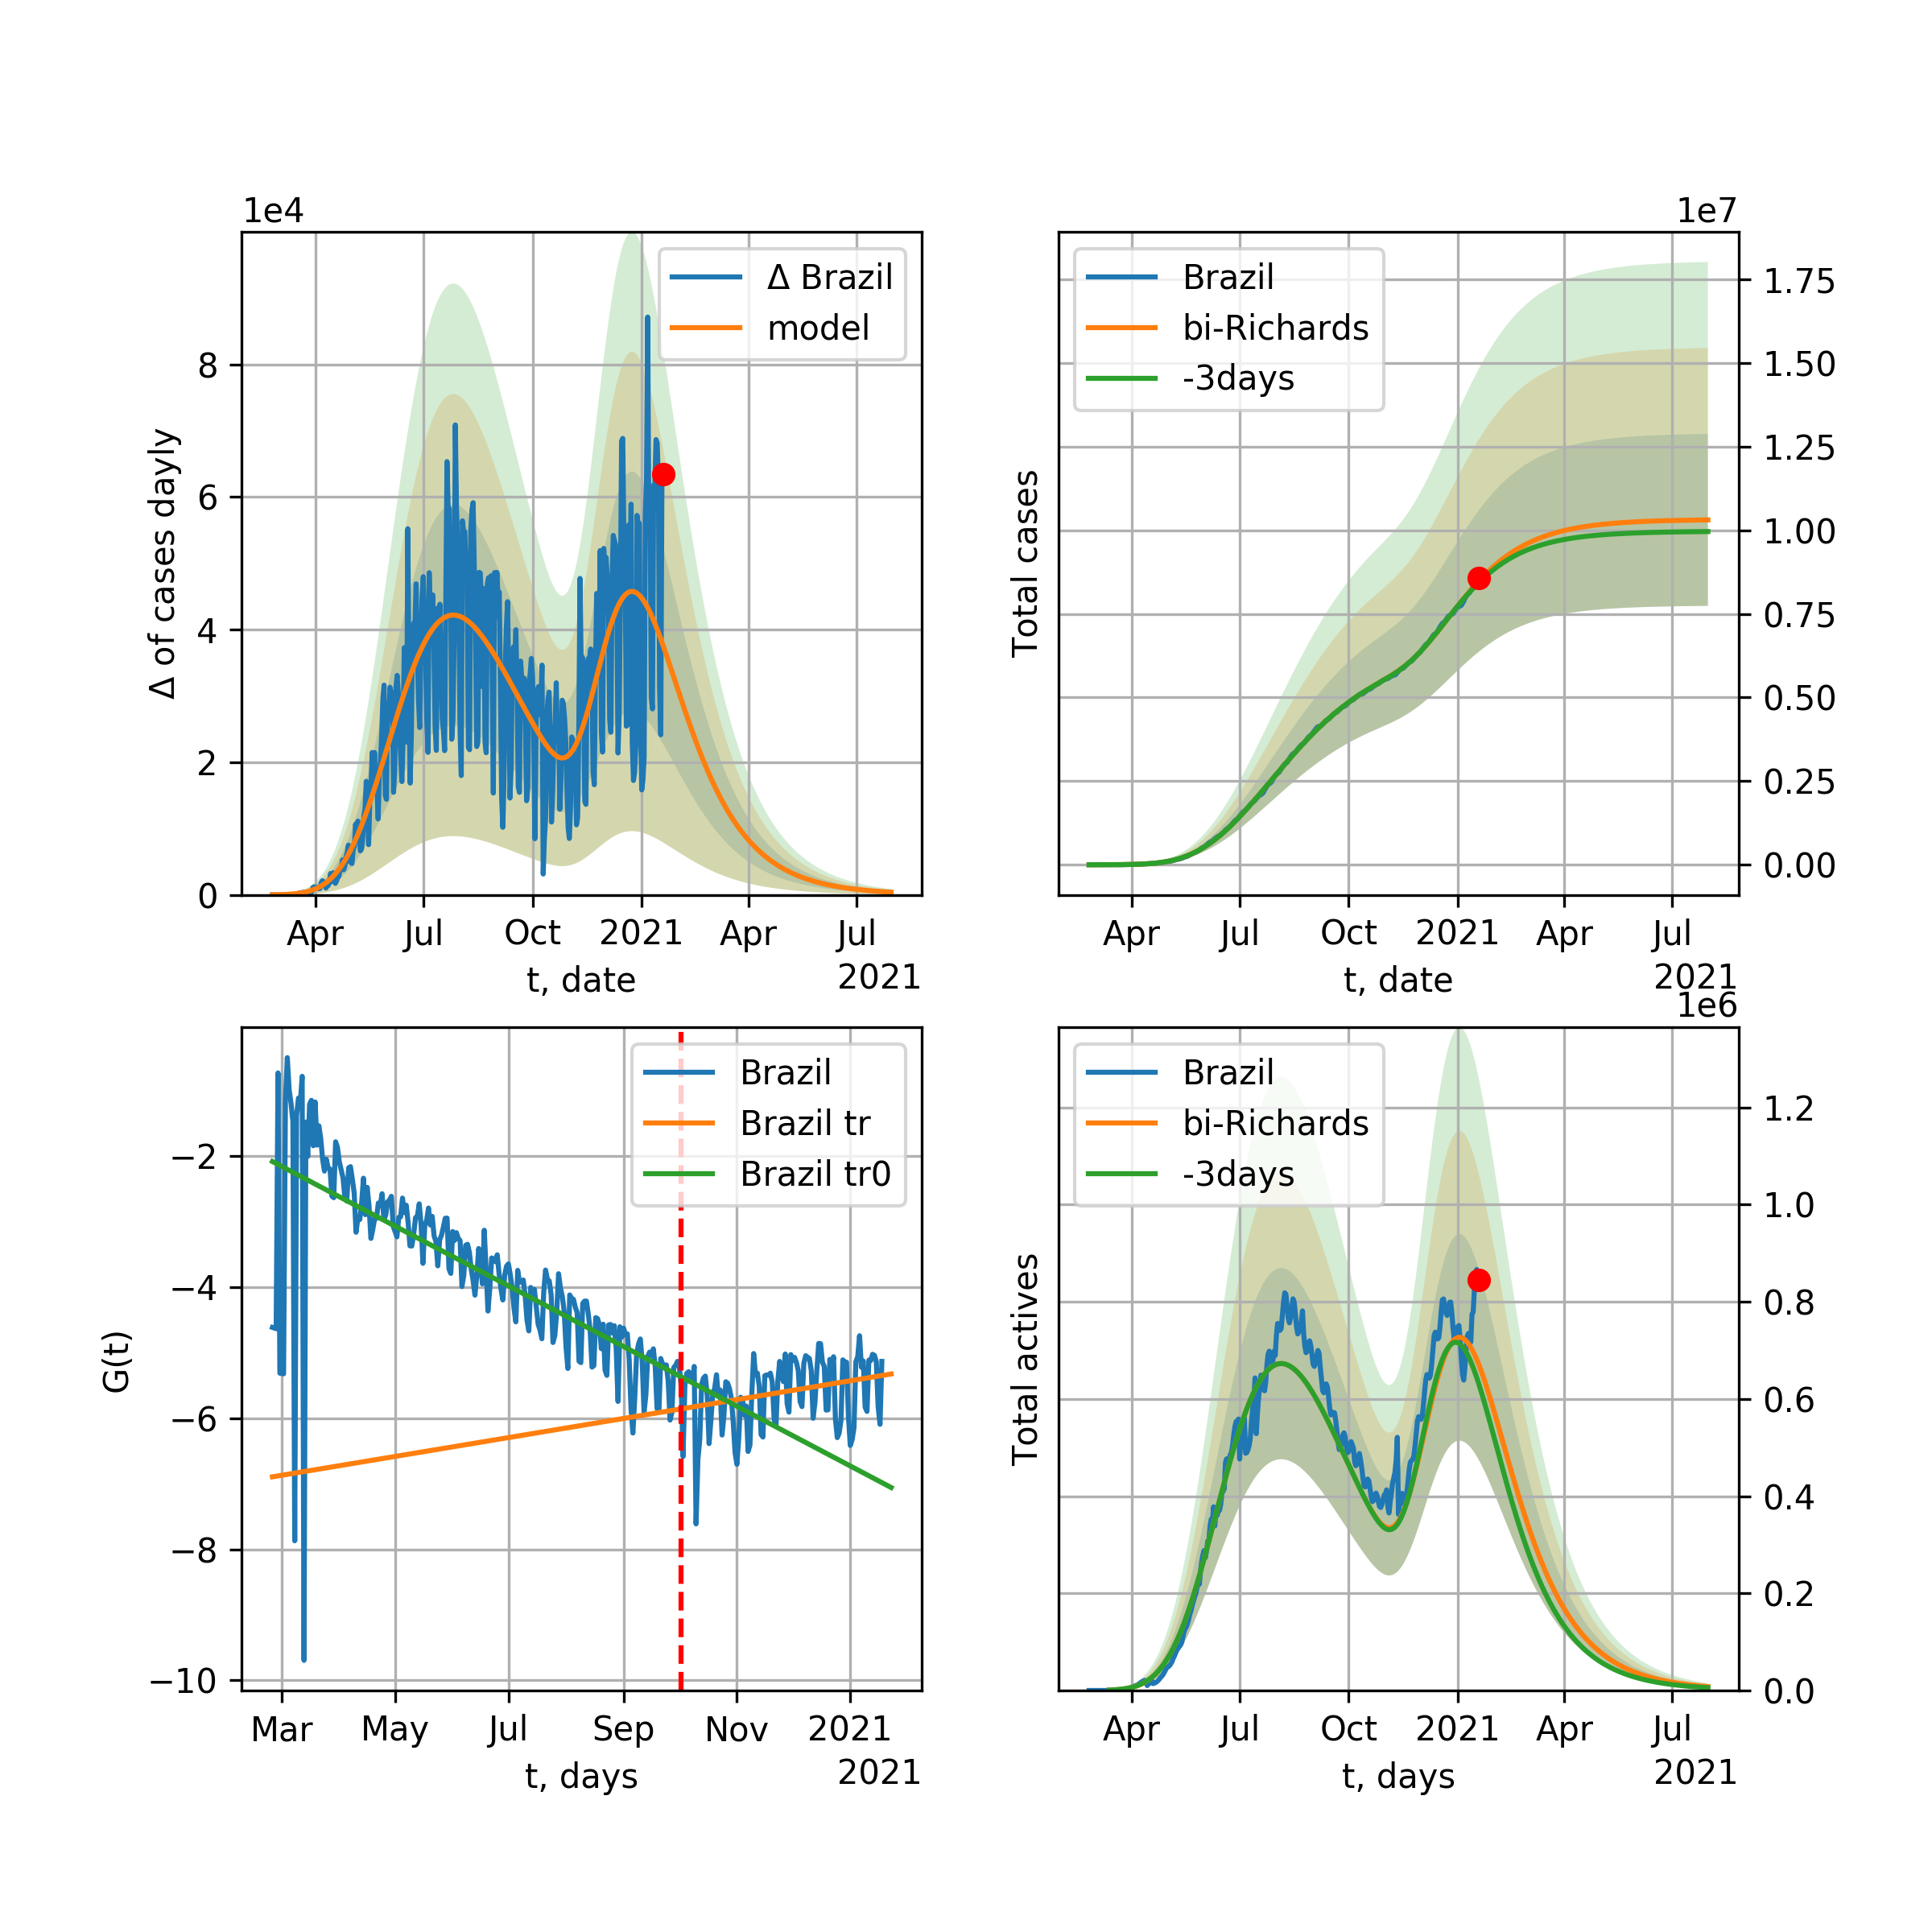 1e4
Δ Brazil
model
Δ of cases dayly
8
6
4
2
0
Apr Jul Oct 2021 Apr Jul
t, date
2021
1e7
Brazil
bi-Richards
-3days
Total cases
1.75
1.50
1.25
1.00
0.75
0.50
0.25
0.00
Apr Jul Oct 2021 Apr Jul
t, date
2021
Brazil
Brazil tr
Brazil tr0
G(t)
−2
−4
−6
−8
−10
Mar May Jul Sep Nov 2021
t, days
2021
1e6
Brazil
bi-Richards
-3days
Total actives
1.2
1.0
0.8
0.6
0.4
0.2
0.0
Apr Jul Oct 2021 Apr Jul
t, days
2021